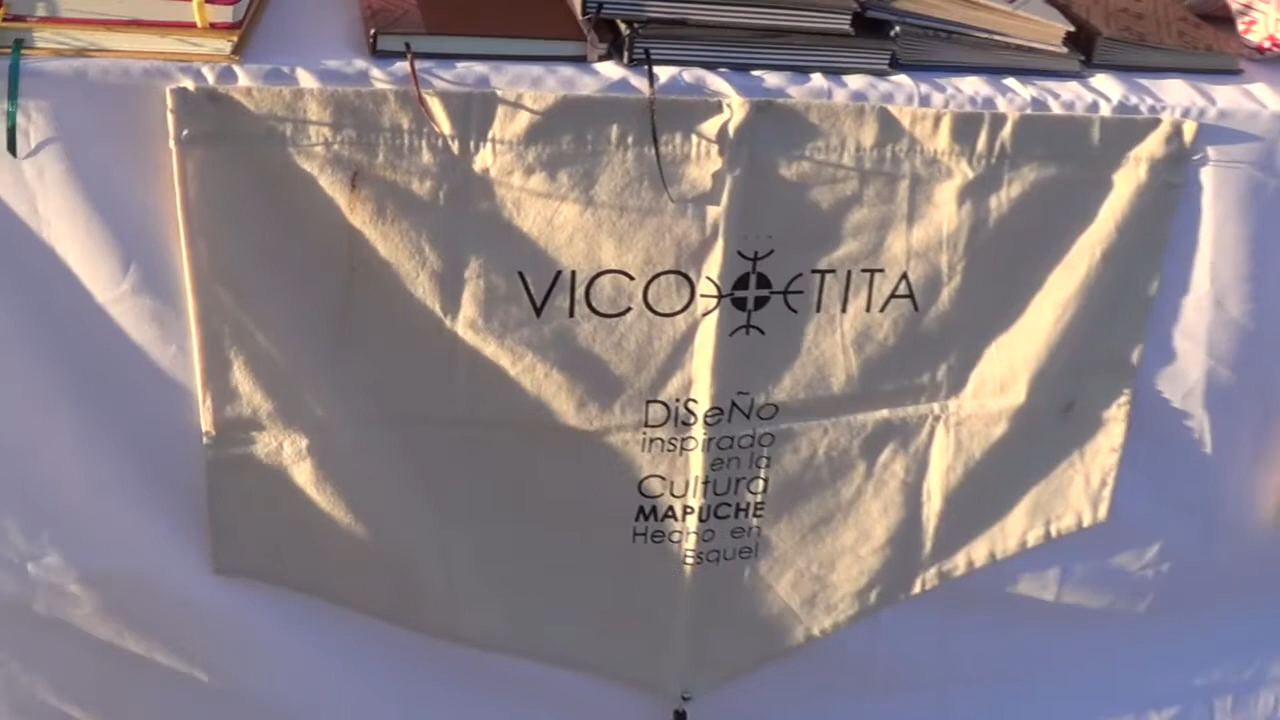 VICO TITA
DiSeÑo
inspirado
en la
Cultura
MAPUCHE
Hecho en
Esquel